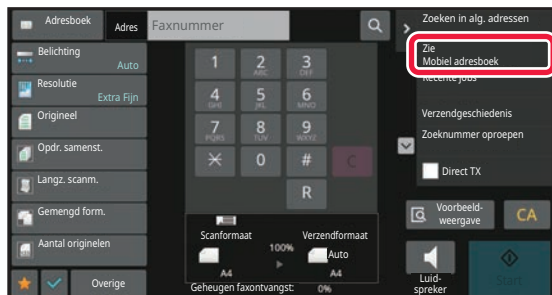 Adresboek
Adres
Faxnummer
Zoeken in alg. adressen
Belichting
Auto
Zie
Mobiel adresboek
Resolutie
Extra Fijn
Recente jobs
Origineel
Verzendgeschiedenis
Opdr. samenst.
Zoeknummer oproepen
Langz. scanm.
Direct TX
Gemengd form.
Aantal originelen
Overige
1
2
ABC
3
DEF
4
GHI
5
JKL
6
MNO
7
PQRS
8
TUV
9
WXYZ
0
#
C
R
Scanformaat
Verzendformaat
100%
Auto
A4
A4
Geheugen faxontvangst:
0%
Voorbeeld-
weergave
CA
Luid-
spreker
Start